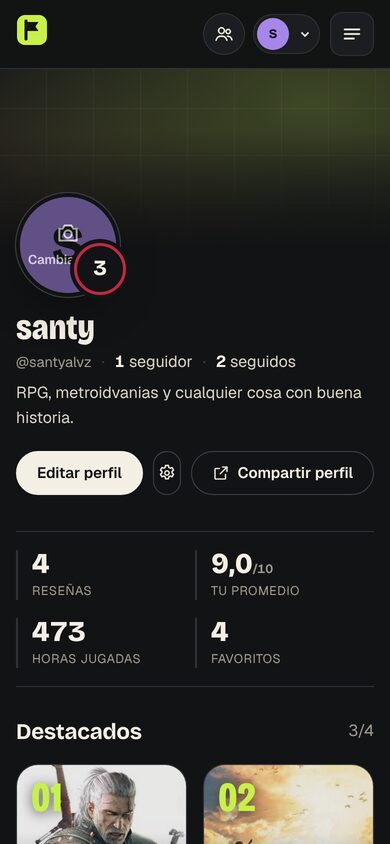 S
Cambia
3
santy
@santyalvz · 1 seguidor · 2 seguidos
RPG, metroidvanias y cualquier cosa con buena
historia.
Editar perfil
Compartir perfil
4
RESEÑAS
9,0/10
TU PROMEDIO
473
HORAS JUGADAS
4
FAVORITOS
Destacados
3/4
01
02